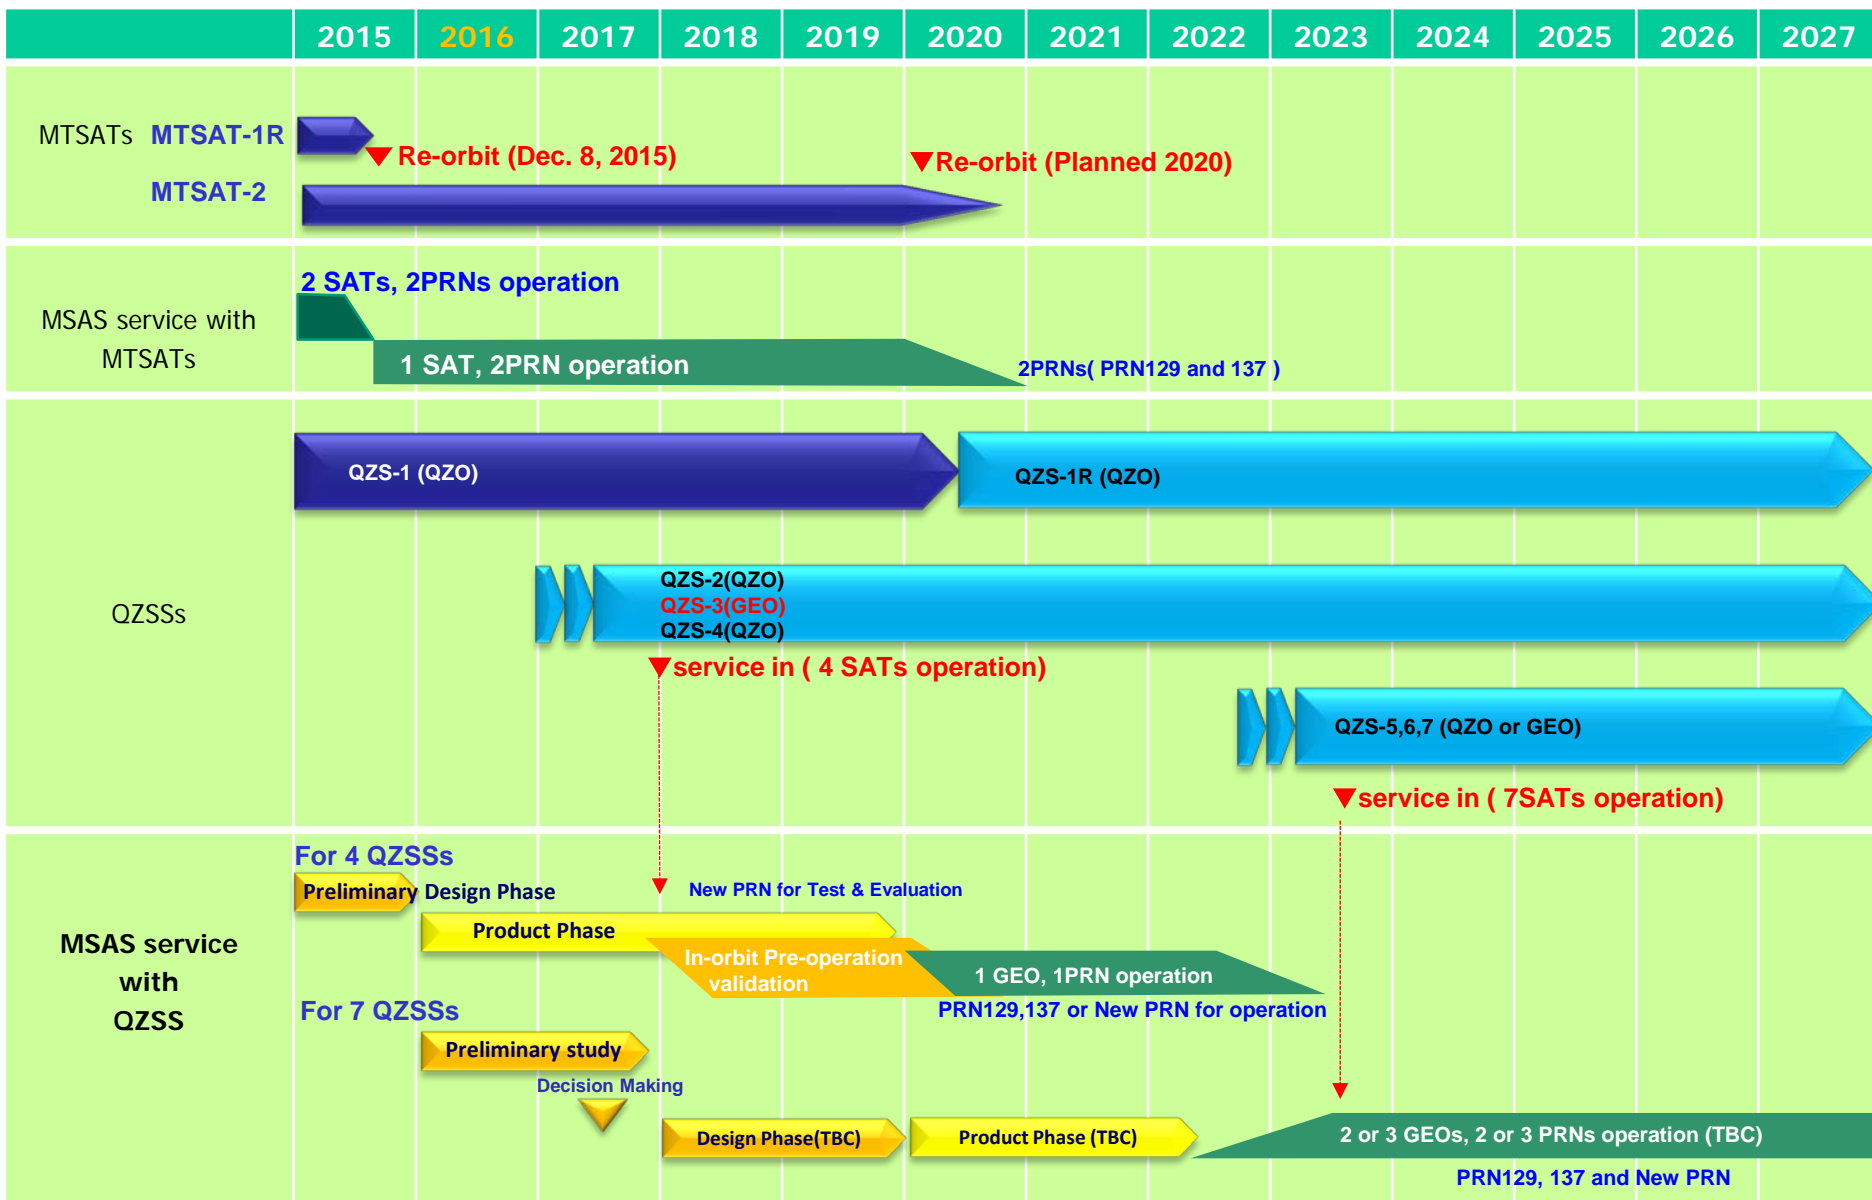 2015 2016 2017 2018 2019 2020 2021 2022 2023 2024 2025 2026 2027
MTSATs MTSAT-1R
Re-orbit (Dec. 8, 2015)
Re-orbit (Planned 2020)
MTSAT-2
2 SATs, 2PRNs operation
MSAS service with
MTSATs
1 SAT, 2PRN operation
2PRNs( PRN129 and 137 )
QZSSs
QZS-1 (QZO)
QZS-1R (QZO)
QZS-2(QZO)
QZS-3(GEO)
QZS-4(QZO)
service in ( 4 SATs operation)
QZS-5,6,7 (QZO or GEO)
service in ( 7SATs operation)
MSAS service
with
QZSS
For 4 QZSSs
Preliminary Design Phase
New PRN for Test & Evaluation
Product Phase
In-orbit Pre-operation
validation
1 GEO, 1PRN operation
PRN129,137 or New PRN for operation
For 7 QZSSs
Preliminary study
Decision Making
Design Phase(TBC)
Product Phase (TBC)
2 or 3 GEOs, 2 or 3 PRNs operation (TBC)
PRN129, 137 and New PRN